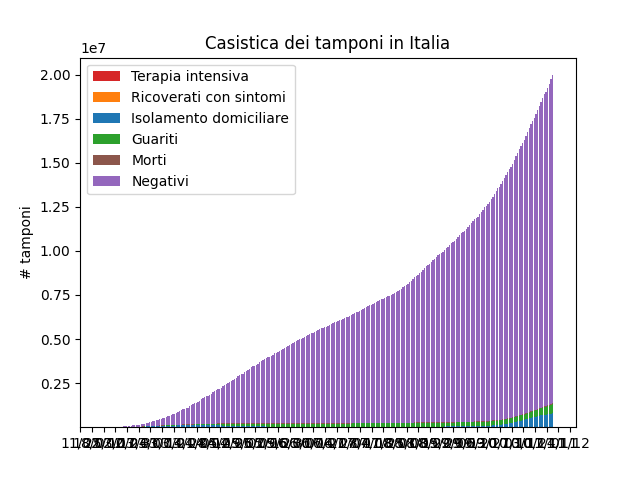 Casistica dei tamponi in Italia
1e7
Terapia intensiva
Ricoverati con sintomi
Isolamento domiciliare
Guariti
Morti
Negativi
2.00
1.75
1.50
1.25
1.00
0.75
0.50
0.25
# tamponi